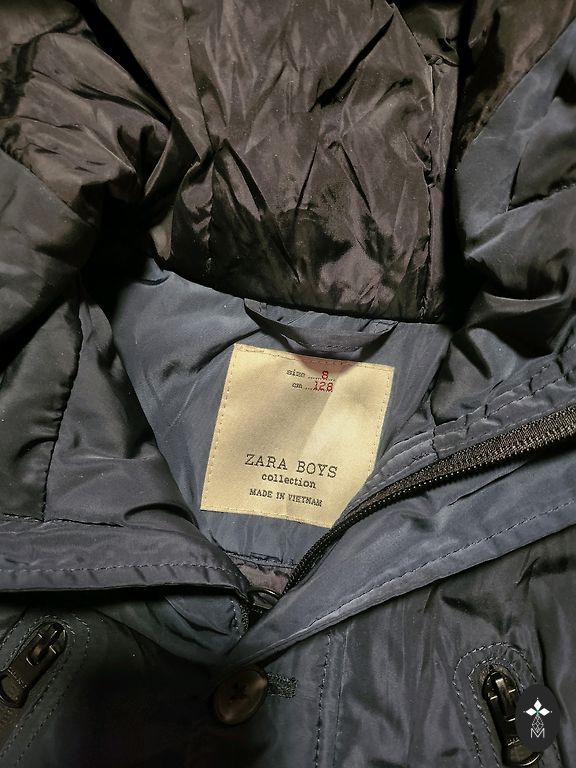 size ......8..
cm ...128
ZARA BOYS
collection
MADE IN VIETNAM
M